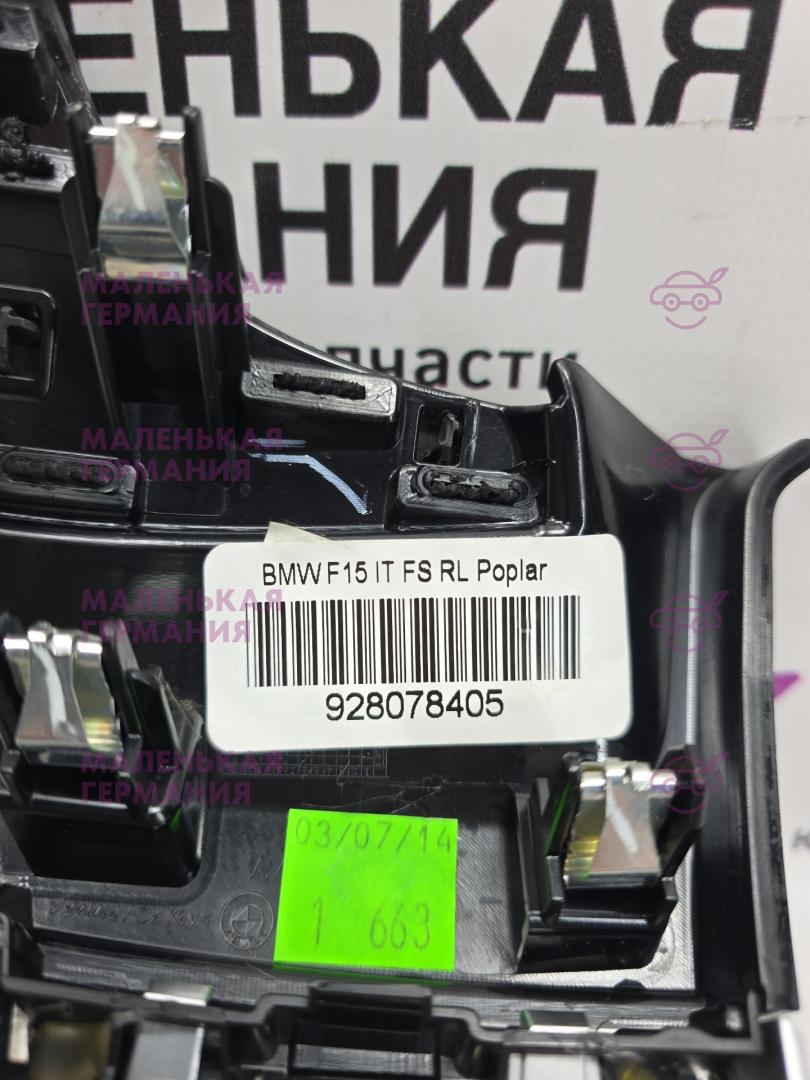 ЕНЬКАЯ
АНИЯ
пчасти
МАЛЕНЬКАЯ
ГЕРМАНИЯ
МАЛЕНЬКАЯ
ГЕРМАНИЯ
BMW F15 IT FS RL Poplar
МАЛЕНЬКАЯ
ГЕРМАНИЯ
928078405
МАЛЕНЬКАЯ
ГЕРМАНИЯ
03/07/14
1 663